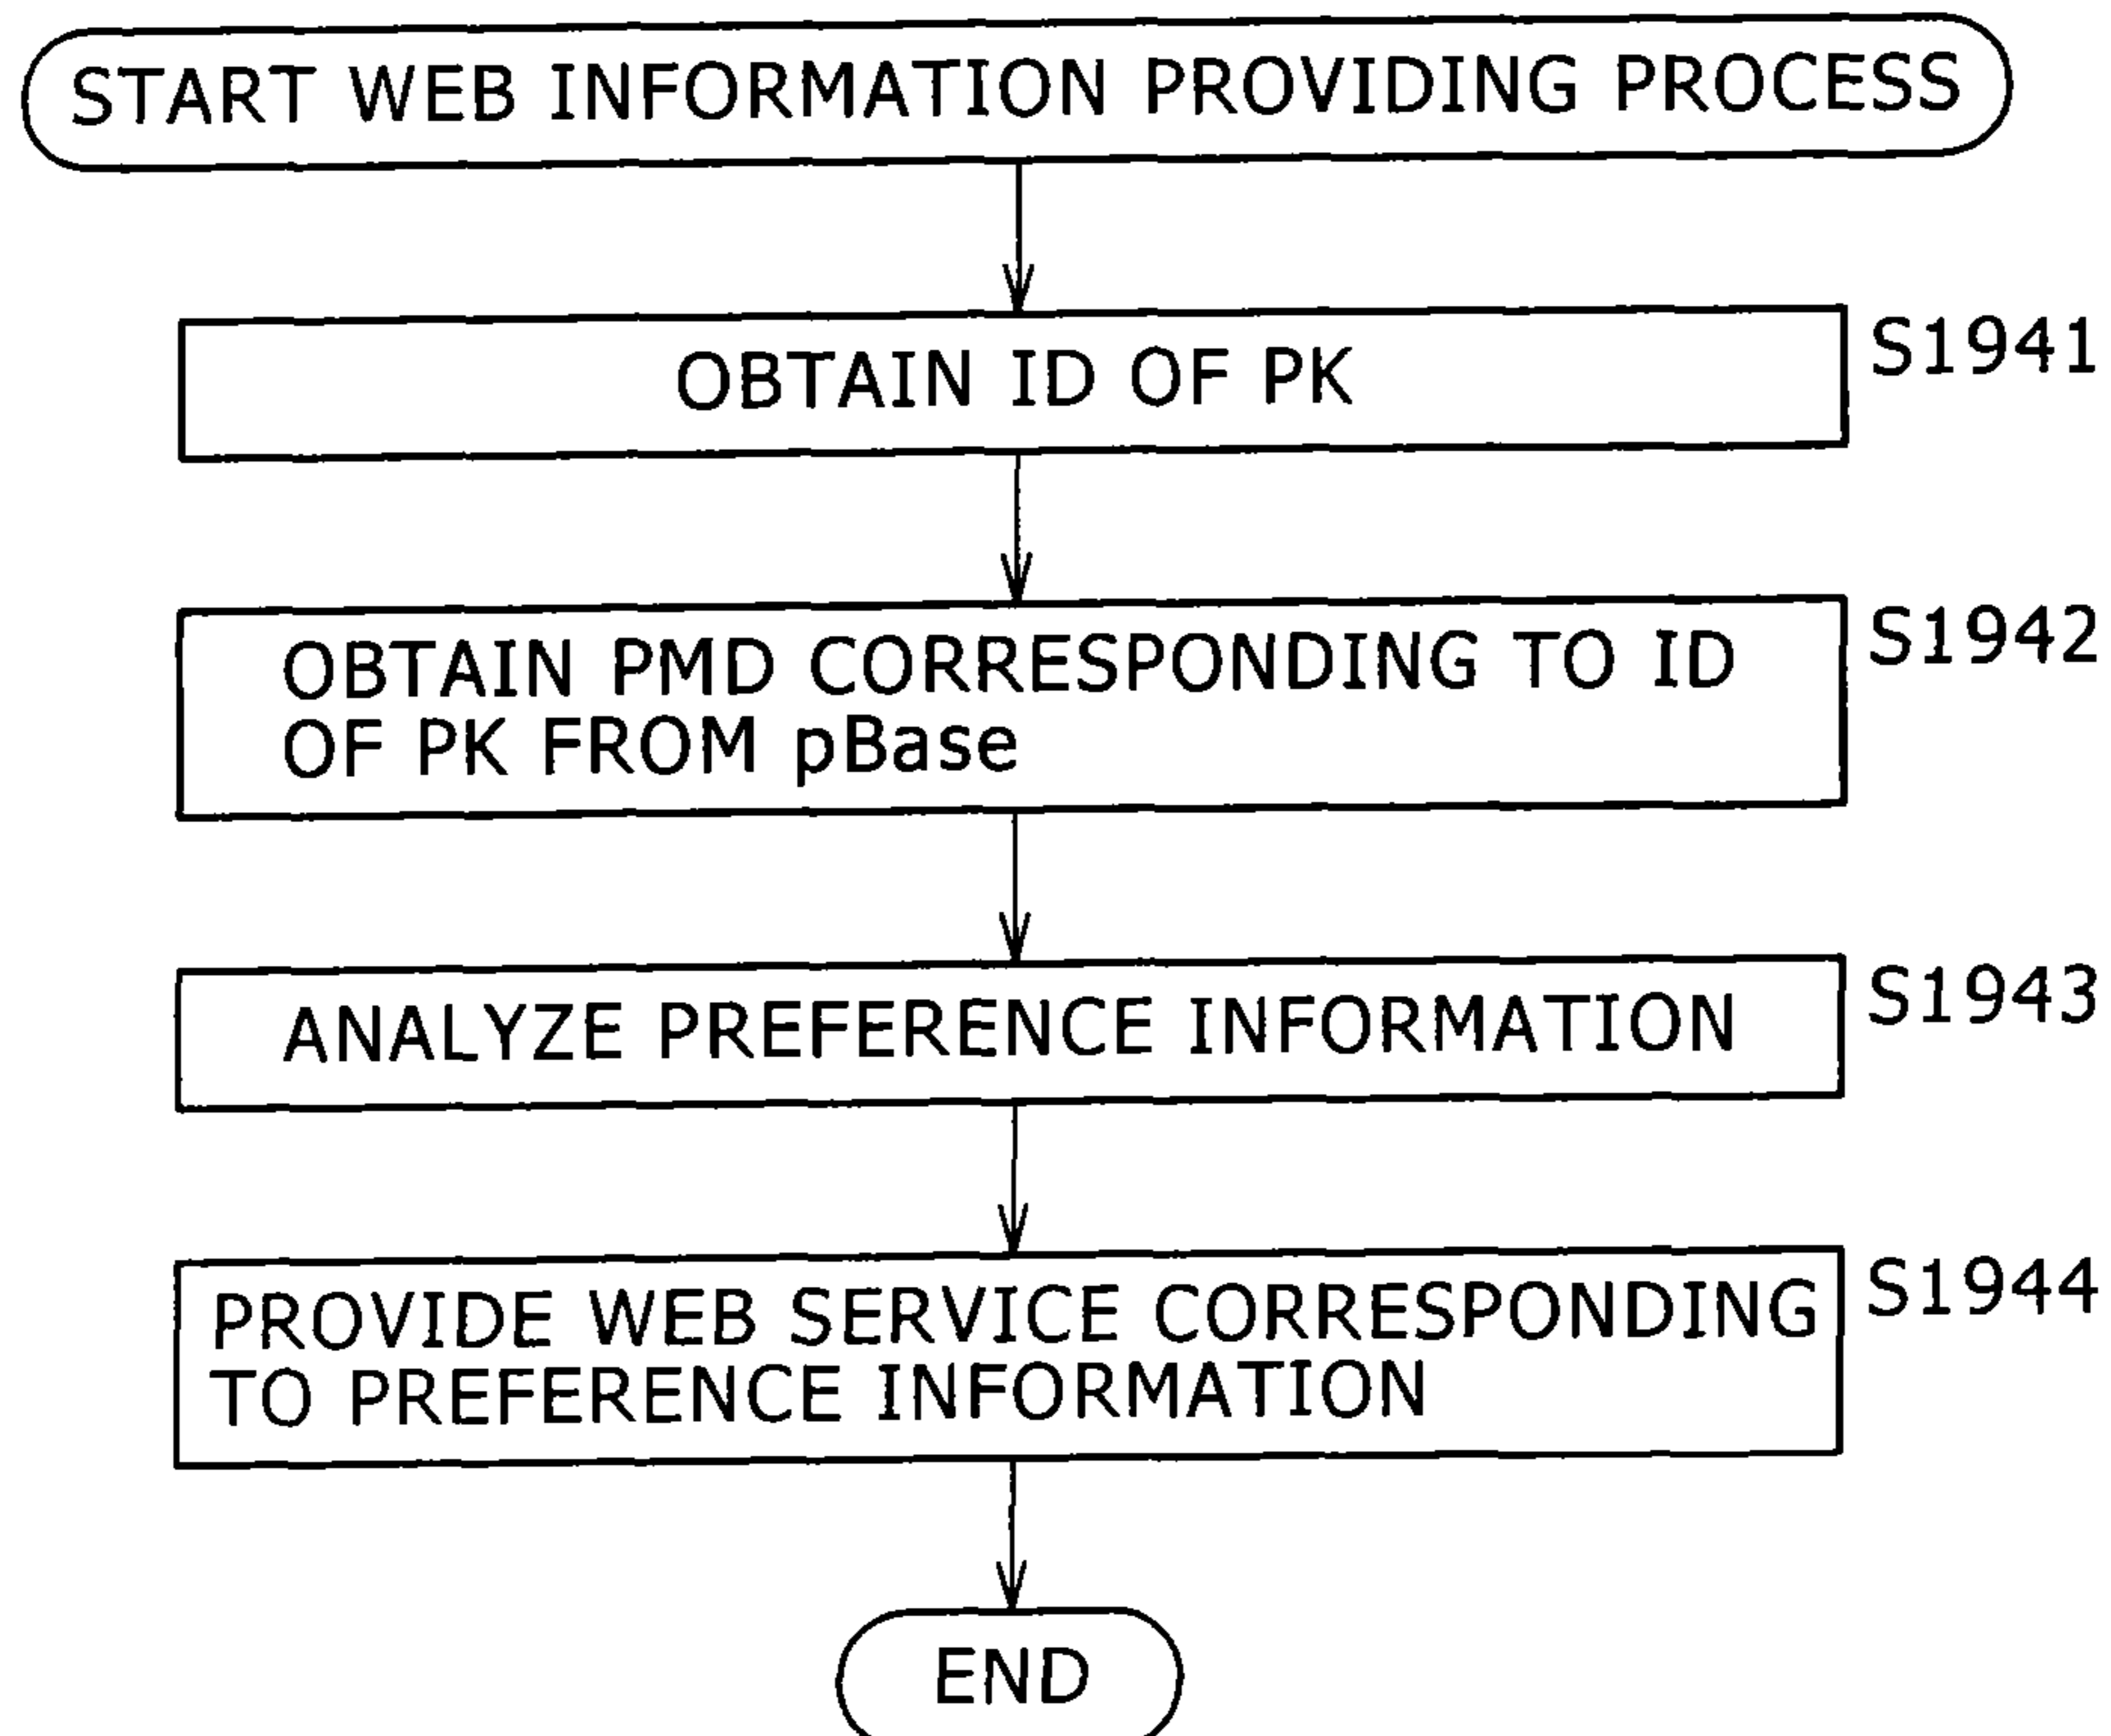 START WEB INFORMATION PROVIDING PROCESS
OBTAIN ID OF PK
S1941
OBTAIN PMD CORRESPONDING TO ID
OF PK FROM pBase
S1942
ANALYZE PREFERENCE INFORMATION
S1943
PROVIDE WEB SERVICE CORRESPONDING
TO PREFERENCE INFORMATION
S1944
END